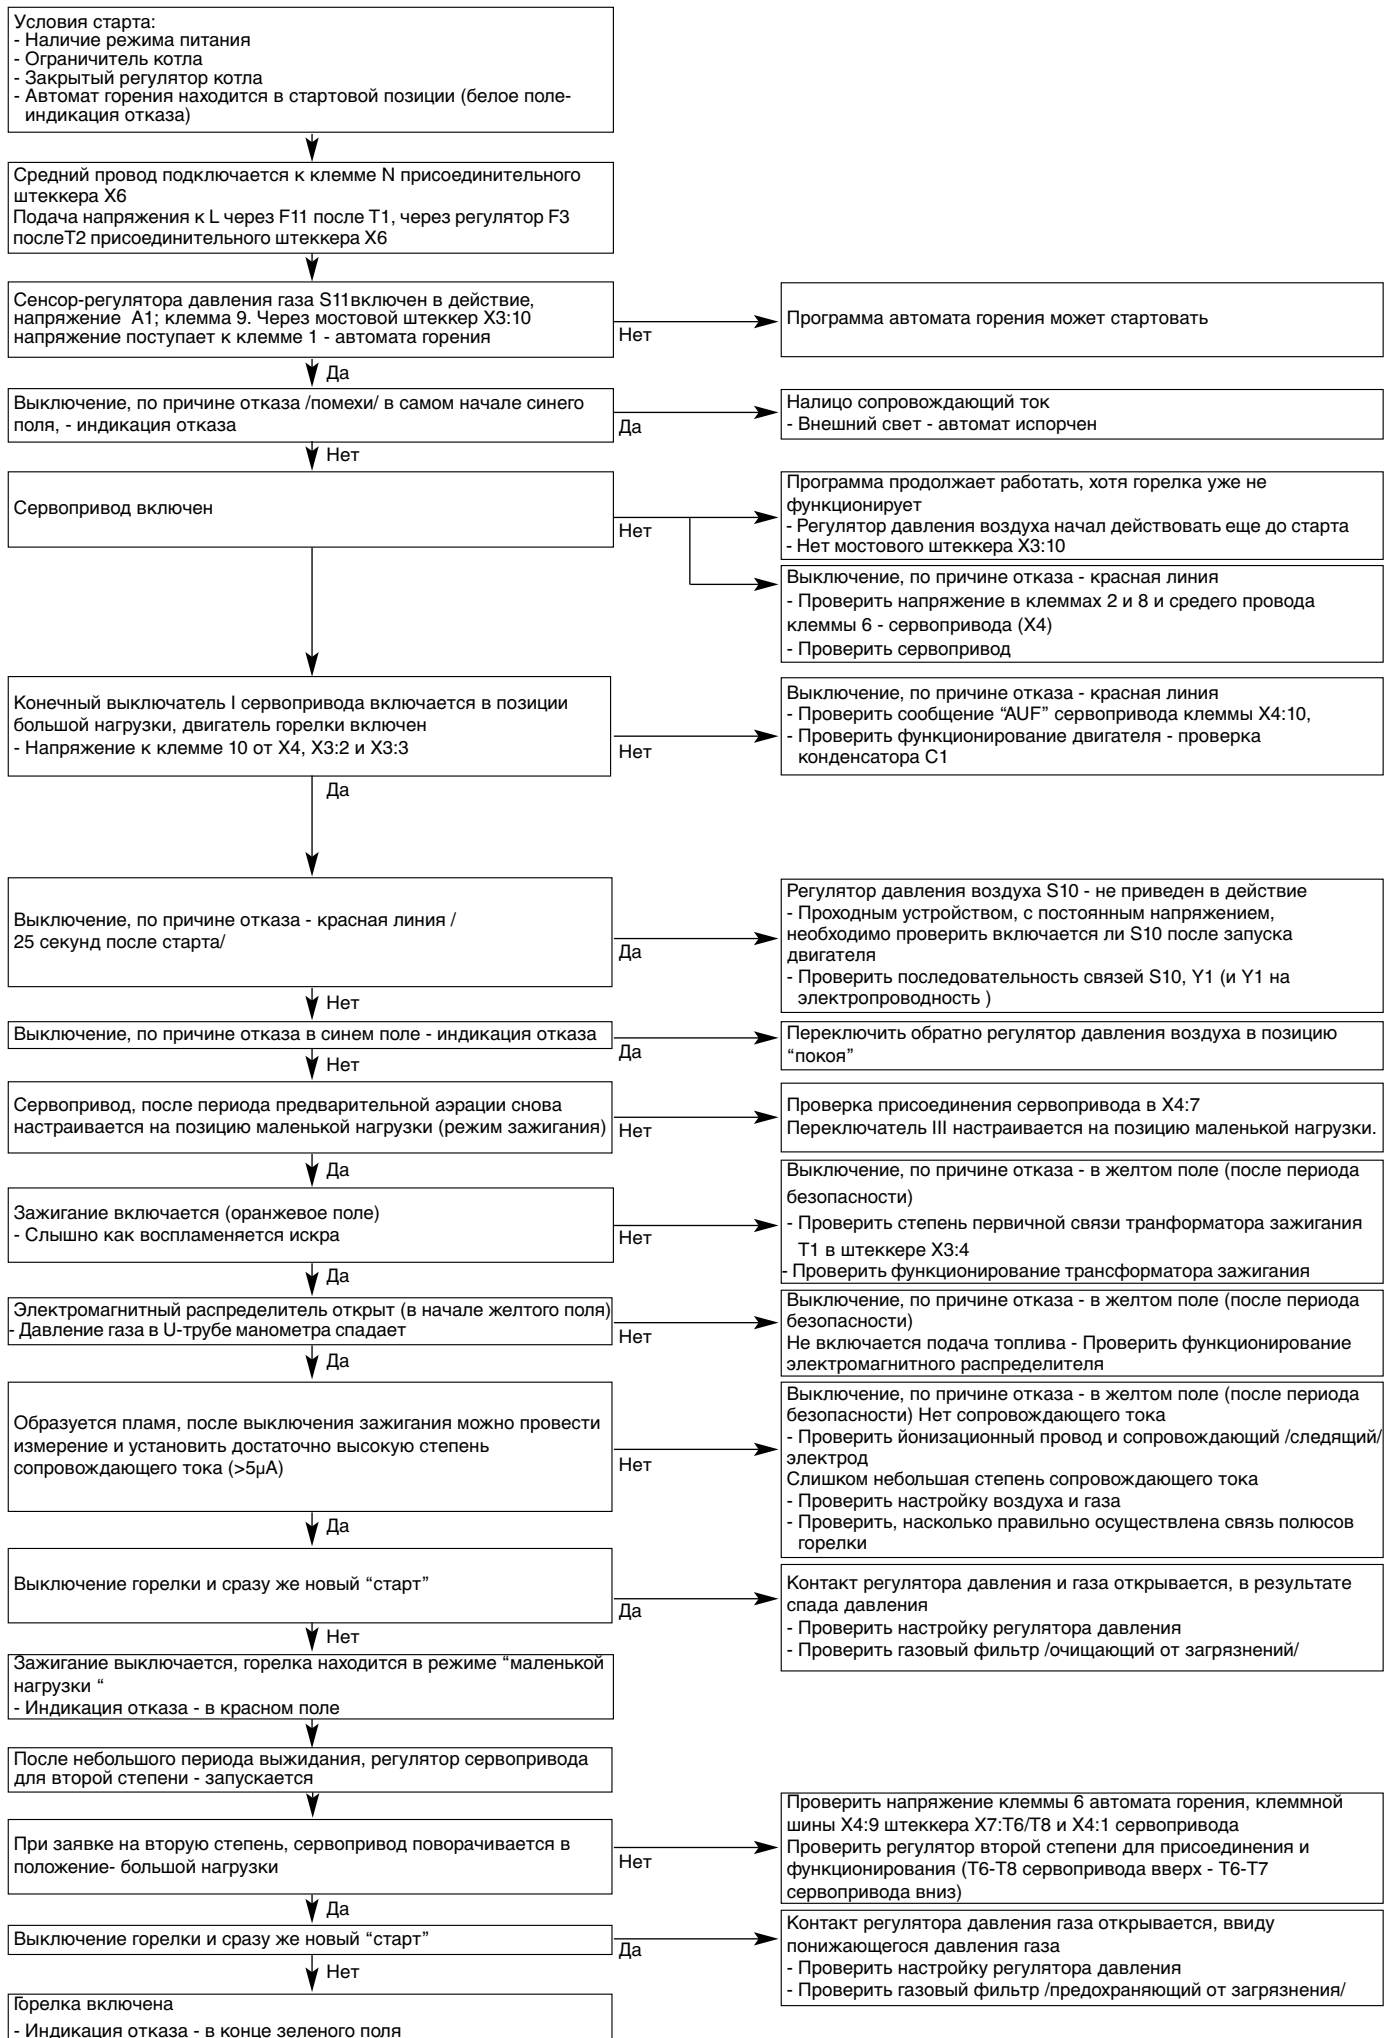 Условия старта:
- Наличие режима питания
- Ограничитель котла
- Закрытый регулятор котла
- Автомат горения находится в стартовой позиции (белое поле-
индикация отказа)
Средний провод подключается к клемме N присоединительного
штеккера X6
Подача напряжения к L через F11 после T1, через регулятор F3
послеT2 присоединительного штеккера X6
Сенсор-регулятора давления газа S11включен в действие,
напряжение A1; клемма 9. Через мостовой штеккер X3:10
напряжение поступает к клемме 1 - автомата горения
Нет
Программа автомата горения может стартовать
Да
Выключение, по причине отказа /помехи/ в самом начале синего
поля, - индикация отказа
Да
Налицо сопровождающий ток
- Внешний свет - автомат испорчен
Нет
Сервопривод включен
Нет
Программа продолжает работать, хотя горелка уже не
функционирует
- Регулятор давления воздуха начал действовать еще до старта
- Нет мостового штеккера X3:10
Выключение, по причине отказа - красная линия
- Проверить напряжение в клеммах 2 и 8 и средего провода
клеммы 6 - сервопривода (X4)
- Проверить сервопривод
Конечный выключатель I сервопривода включается в позиции
большой нагрузки, двигатель горелки включен
- Напряжение к клемме 10 от X4, X3:2 и X3:3
Нет
Выключение, по причине отказа - красная линия
- Проверить сообщение “AUF” сервопривода клеммы X4:10,
- Проверить функционирование двигателя - проверка
конденсатора C1
Да
Выключение, по причине отказа - красная линия /
25 секунд после старта/
Да
Регулятор давления воздуха S10 - не приведен в действие
- Проходным устройством, с постоянным напряжением,
необходимо проверить включается ли S10 после запуска
двигателя
- Проверить последовательность связей S10, Y1 (и Y1 на
электропроводность )
Нет
Выключение, по причине отказа в синем поле - индикация отказа
Да
Переключить обратно регулятор давления воздуха в позицию
“покоя”
Нет
Сервопривод, после периода предварительной аэрации снова
настраивается на позицию маленькой нагрузки (режим зажигания)
Нет
Проверка присоединения сервопривода в X4:7
Переключатель III настраивается на позицию маленькой нагрузки.
Да
Зажигание включается (оранжевое поле)
- Слышно как воспламеняется искра
Нет
Выключение, по причине отказа - в желтом поле (после периода
безопасности)
- Проверить степень первичной связи транформатора зажигания
T1 в штеккере X3:4
- Проверить функционирование трансформатора зажигания
Да
Электромагнитный распределитель открыт (в начале желтого поля)
- Давление газа в U-трубе манометра спадает
Нет
Выключение, по причине отказа - в желтом поле (после периода
безопасности)
Не включается подача топлива - Проверить функционирование
электромагнитного распределителя
Да
Образуется пламя, после выключения зажигания можно провести
измерение и установить достаточно высокую степень
сопровождающего тока (>5μA)
Нет
Выключение, по причине отказа - в желтом поле (после периода
безопасности) Нет сопровождающего тока
- Проверить йонизационный провод и сопровождающий /следящий/
электрод
Слишком небольшая степень сопровождающего тока
- Проверить настройку воздуха и газа
- Проверить, насколько правильно осуществлена связь полюсов
горелки
Да
Выключение горелки и сразу же новый “старт”
Да
Контакт регулятора давления и газа открывается, в результате
спада давления
- Проверить настройку регулятора давления
- Проверить газовый фильтр /очищающий от загрязнений/
Нет
Зажигание выключается, горелка находится в режиме “маленькой
нагрузки “
- Индикация отказа - в красном поле
После небольшого периода выжидания, регулятор сервопривода
для второй степени - запускается
При заявке на вторую степень, сервопривод поворачивается в
положение- большой нагрузки
Нет
Проверить напряжение клеммы 6 автомата горения, клеммной
шины X4:9 штеккера X7:T6/T8 и X4:1 сервопривода
Проверить регулятор второй степени для присоединения и
функционирования (T6-T8 сервопривода вверх - T6-T7
сервопривода вниз)
Да
Выключение горелки и сразу же новый “старт”
Да
Контакт регулятора давления газа открывается, ввиду
понижающегося давления газа
- Проверить настройку регулятора давления
- Проверить газовый фильтр /предохраняющий от загрязнения/
Нет
Горелка включена
- Индикация отказа - в конце зеленого поля